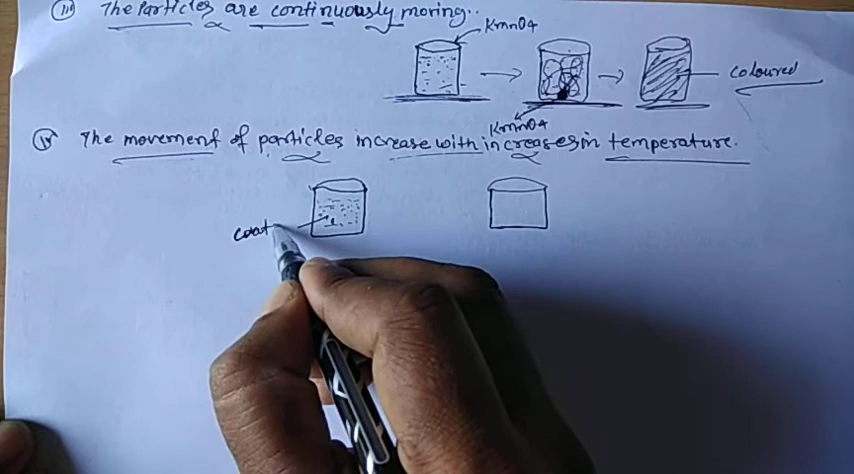 (iii) The Particles are continuously moving..
KmnO4
coloured
KmnO4
(iv) The movement of particles increase with increases in temperature.